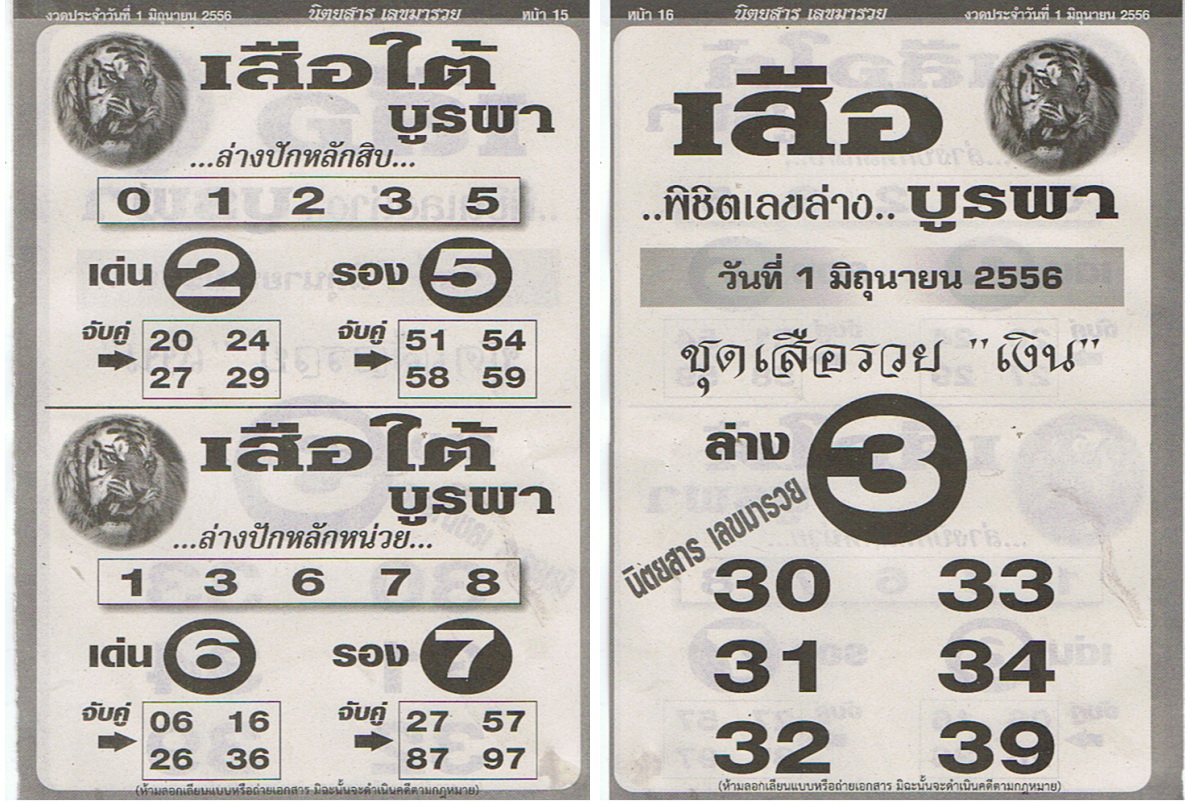 งวดประจำวันที่ 1 มิถุนายน 2556 นิตยสาร เลขมารวย หน้า 15
เสือใต้
บูรพา
...ล่างปักหลักสิบ...
0 1 2 3 5
เด่น 2 รอง 5
จับคู่ 20 24 จับคู่ 51 54
27 29 58 59
เสือใต้
บูรพา
...ล่างปักหลักหน่วย...
1 3 6 7 8
เด่น 6 รอง 7
จับคู่ 06 16 จับคู่ 27 57
26 36 87 97
(ห้ามลอกเลียนแบบหรือถ่ายเอกสาร มิฉะนั้นจะดำเนินคดีตามกฎหมาย)
หน้า 16 นิตยสาร เลขมารวย งวดประจำวันที่ 1 มิถุนายน 2556
เสือ
..พิชิตเลขล่าง.. บูรพา
วันที่ 1 มิถุนายน 2556
ชุดเสือรวย "เงิน"
ล่าง 3
นิตยสาร เลขมารวย
30 33
31 34
32 39
(ห้ามลอกเลียนแบบหรือถ่ายเอกสาร มิฉะนั้นจะดำเนินคดีตามกฎหมาย)